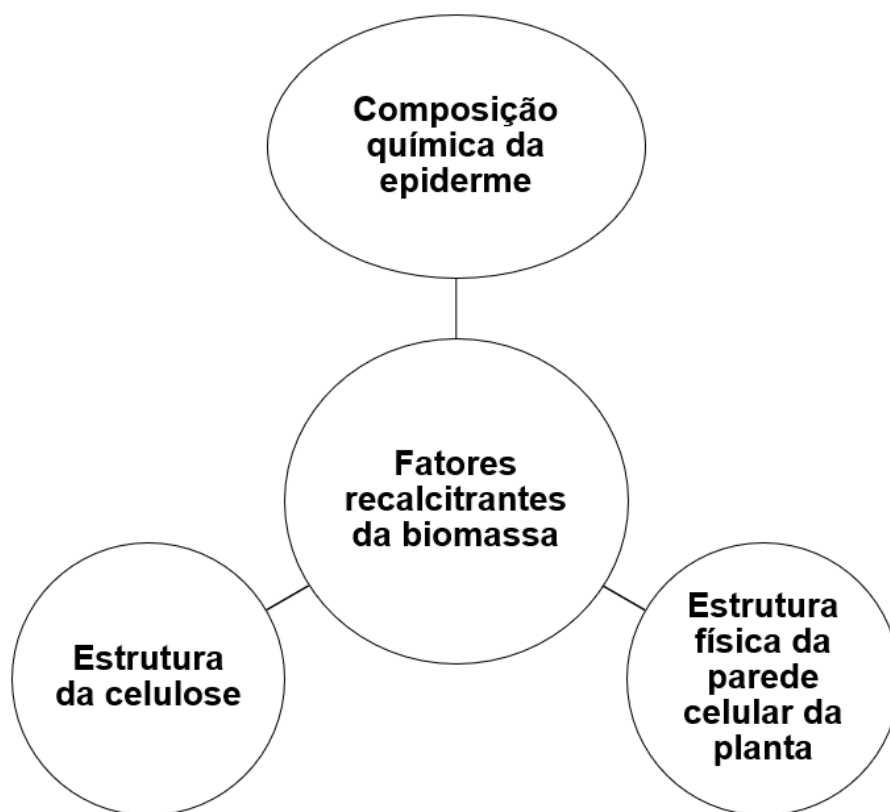 Composição
química da
epiderme
Fatores
recalcitrantes
da biomassa
Estrutura
da celulose
Estrutura
física da
parede
celular da
planta